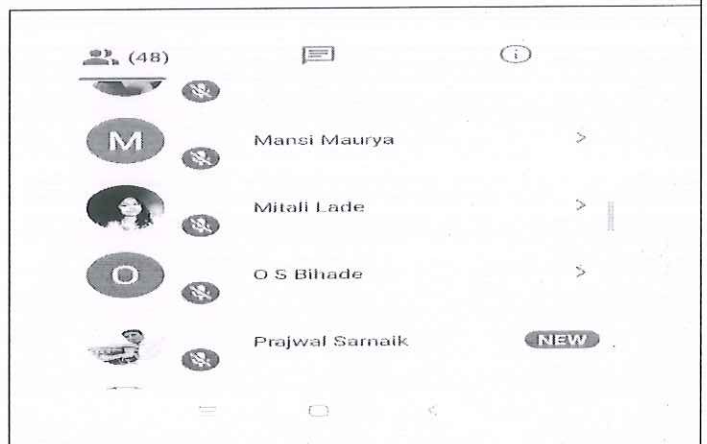 (48)
M
Mansi Maurya
Mitali Lade
O
O S Bihade
Prajwal Sarnaik
NEW